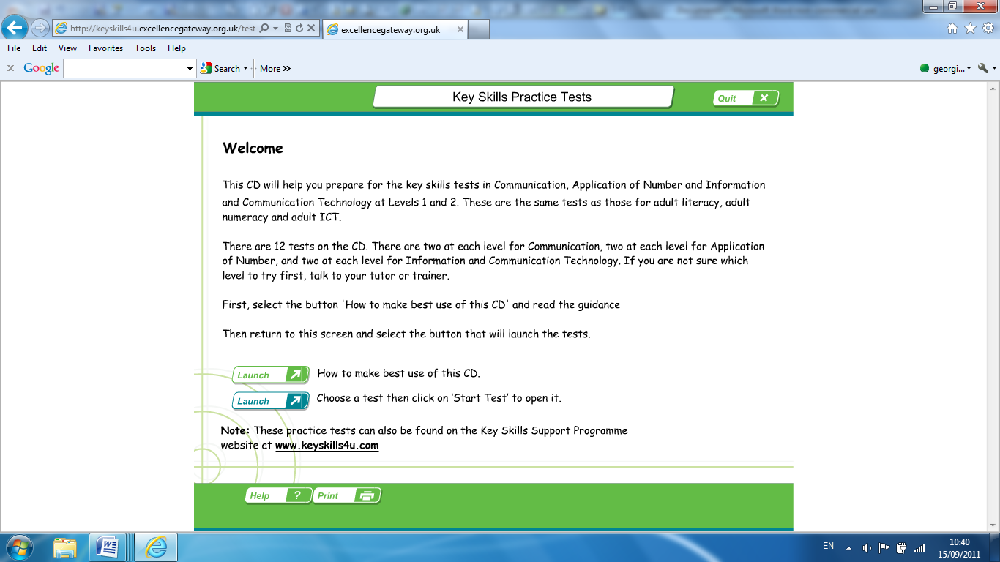 http://keyskills4u.excellencegateway.org.uk/test
excellencegateway.org.uk
File Edit View Favorites Tools Help
x Google Search More >> georgi...
Key Skills Practice Tests
Quit
Welcome
This CD will help you prepare for the key skills tests in Communication, Application of Number and Information
and Communication Technology at Levels 1 and 2. These are the same tests as those for adult literacy, adult
numeracy and adult ICT.
There are 12 tests on the CD. There are two at each level for Communication, two at each level for Application
of Number, and two at each level for Information and Communication Technology. If you are not sure which
level to try first, talk to your tutor or trainer.
First, select the button 'How to make best use of this CD' and read the guidance
Then return to this screen and select the button that will launch the tests.
Launch How to make best use of this CD.
Launch Choose a test then click on ‘Start Test’ to open it.
Note: These practice tests can also be found on the Key Skills Support Programme
website at www.keyskills4u.com
Help ? Print
EN 10:40
15/09/2011